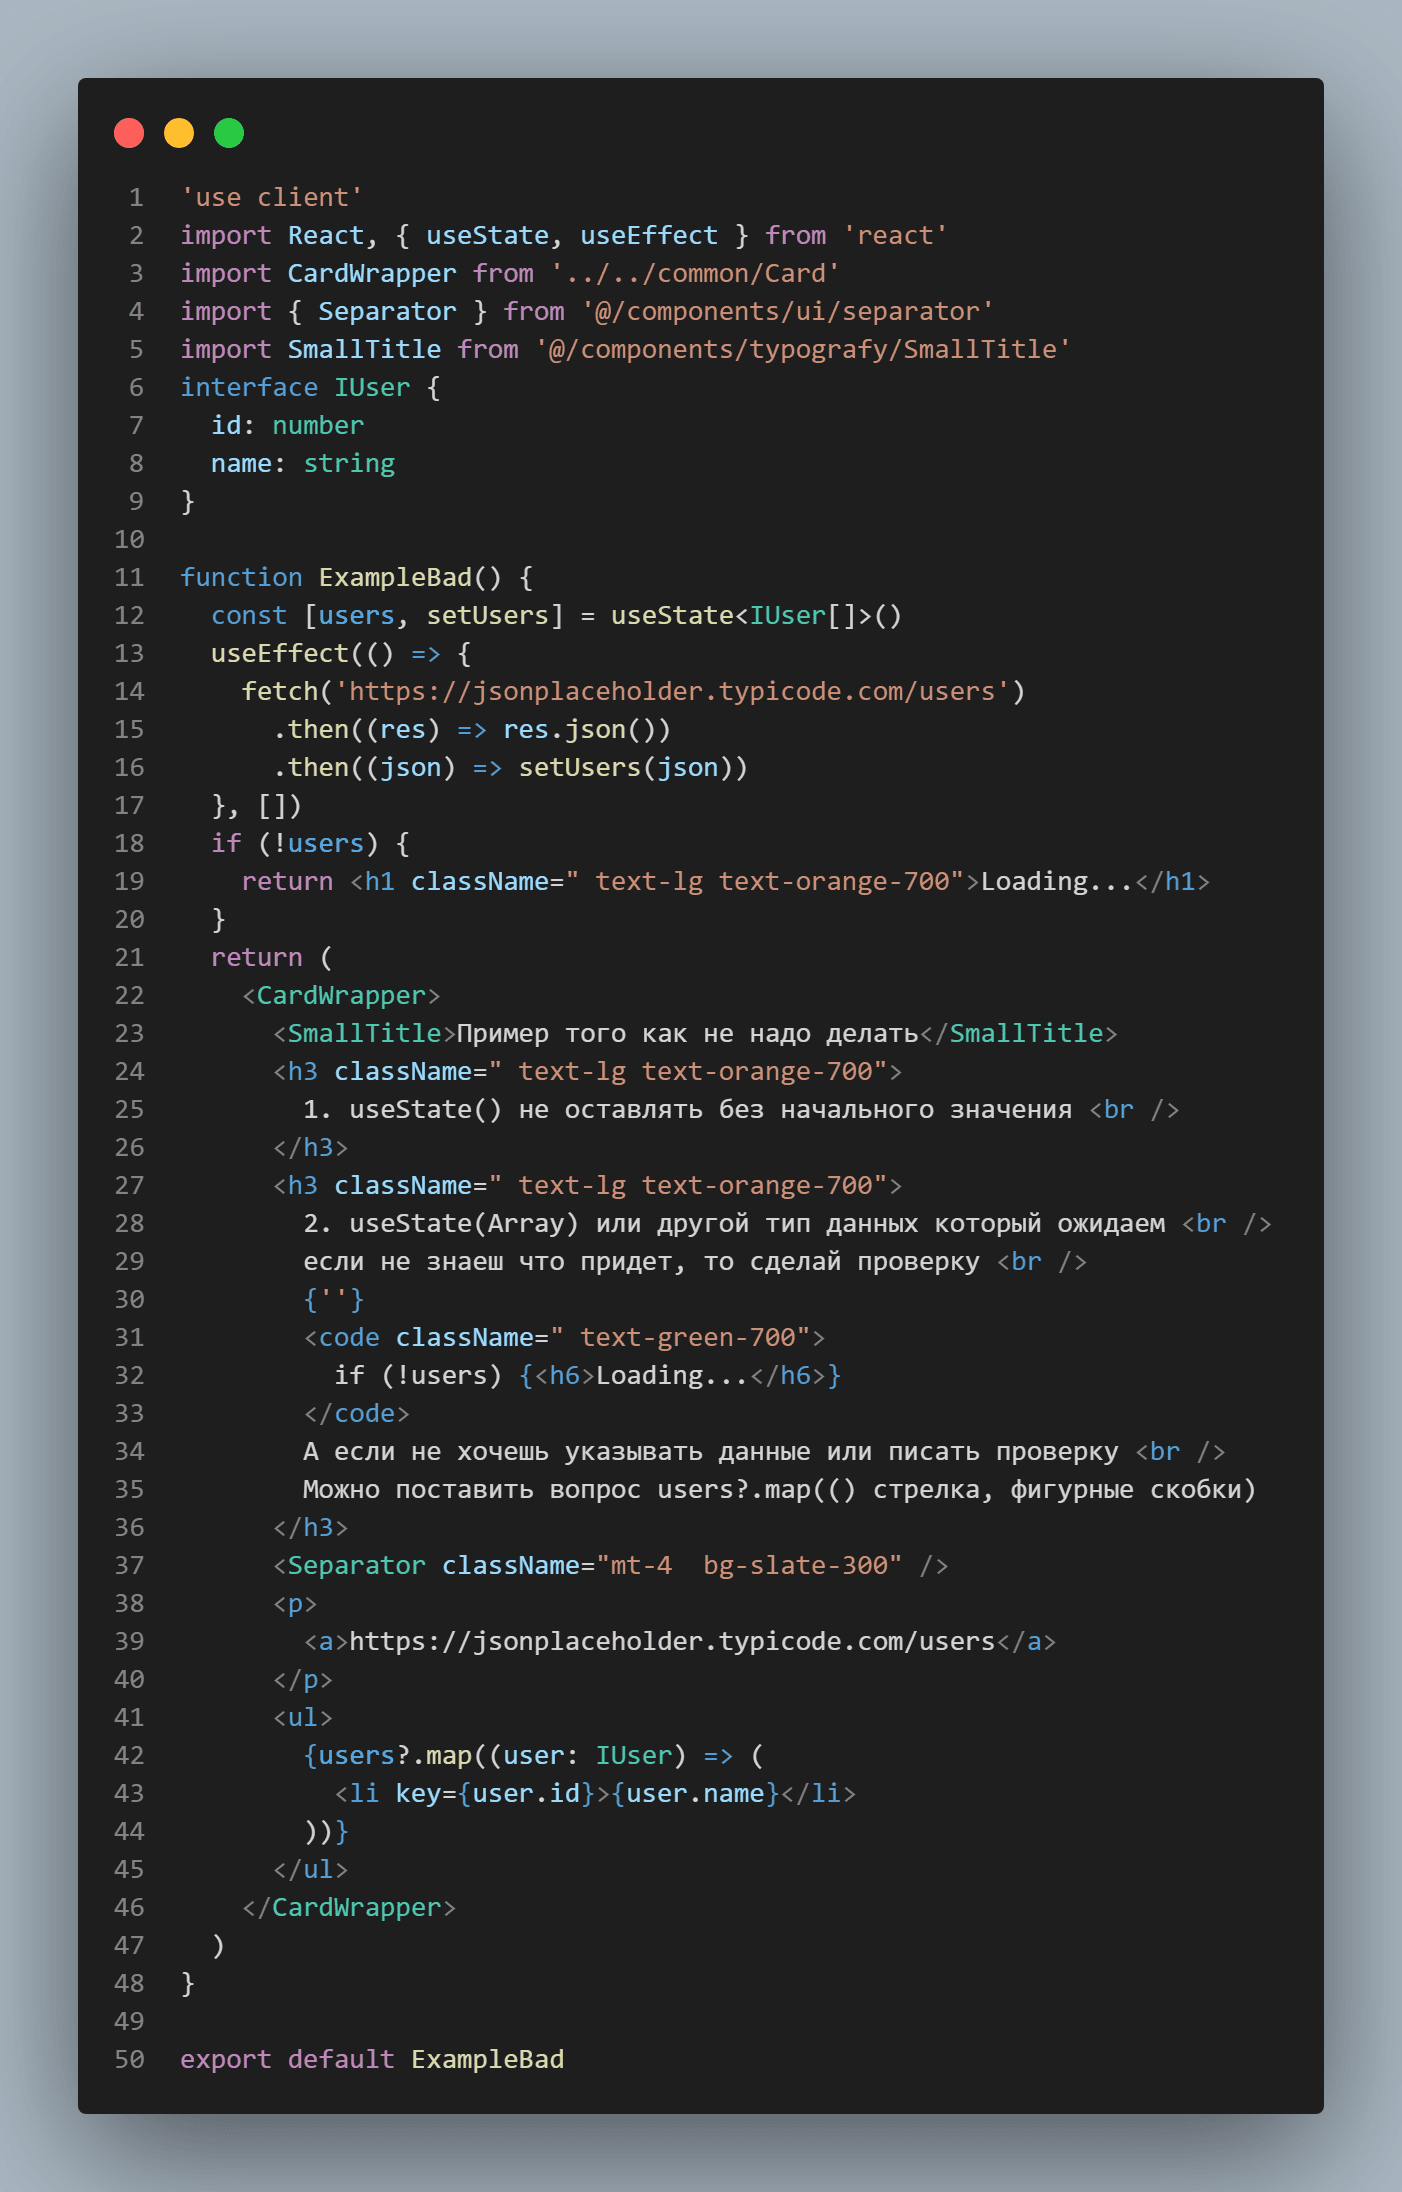 1 'use client'
2 import React, { useState, useEffect } from 'react'
3 import CardWrapper from '../../common/Card'
4 import { Separator } from '@/components/ui/separator'
5 import SmallTitle from '@/components/typografy/SmallTitle'
6 interface IUser {
7   id: number
8   name: string
9 }
10
11 function ExampleBad() {
12   const [users, setUsers] = useState<IUser[]>()
13   useEffect(() => {
14     fetch('https://jsonplaceholder.typicode.com/users')
15       .then((res) => res.json())
16       .then((json) => setUsers(json))
17   }, [])
18   if (!users) {
19     return <h1 className=" text-lg text-orange-700">Loading...</h1>
20   }
21   return (
22     <CardWrapper>
23       <SmallTitle>Пример того как не надо делать</SmallTitle>
24       <h3 className=" text-lg text-orange-700">
25         1. useState() не оставлять без начального значения <br />
26       </h3>
27       <h3 className=" text-lg text-orange-700">
28         2. useState(Array) или другой тип данных который ожидаем <br />
29         если не знаеш что придет, то сделай проверку <br />
30         {''}
31         <code className=" text-green-700">
32           if (!users) {<h6>Loading...</h6>}
33         </code>
34         А если не хочешь указывать данные или писать проверку <br />
35         Можно поставить вопрос users?.map(() стрелка, фигурные скобки)
36       </h3>
37       <Separator className="mt-4  bg-slate-300" />
38       <p>
39         <a>https://jsonplaceholder.typicode.com/users</a>
40       </p>
41       <ul>
42         {users?.map((user: IUser) => (
43           <li key={user.id}>{user.name}</li>
44         ))}
45       </ul>
46     </CardWrapper>
47   )
48 }
49
50 export default ExampleBad